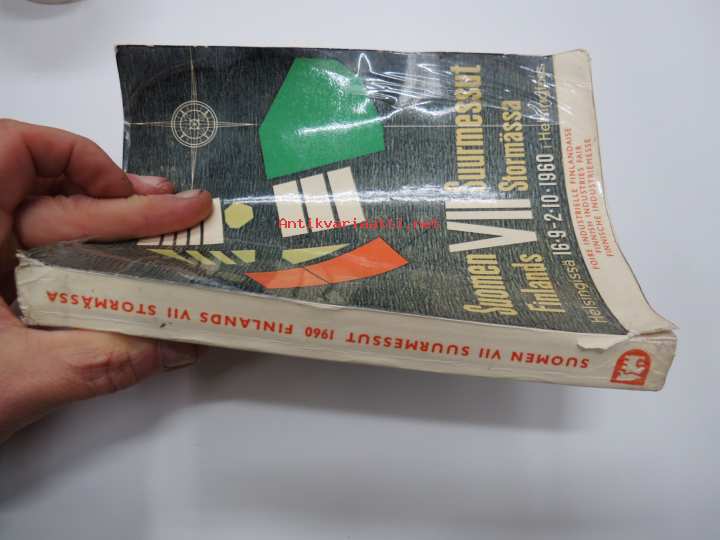 Suomen VII Suurmessut
Finlands VII Stormässa
Helsingissä 16·9-2·10·1960 i Helsingfors
FOIRE INDUSTRIELLE FINLANDAISE
FINNISH INDUSTRIES FAIR
FINNISCHE INDUSTRIEMESSE
SUOMEN VII SUURMESSUT 1960 FINLANDS VII STORMÄSSA
Antikvariaatti.net